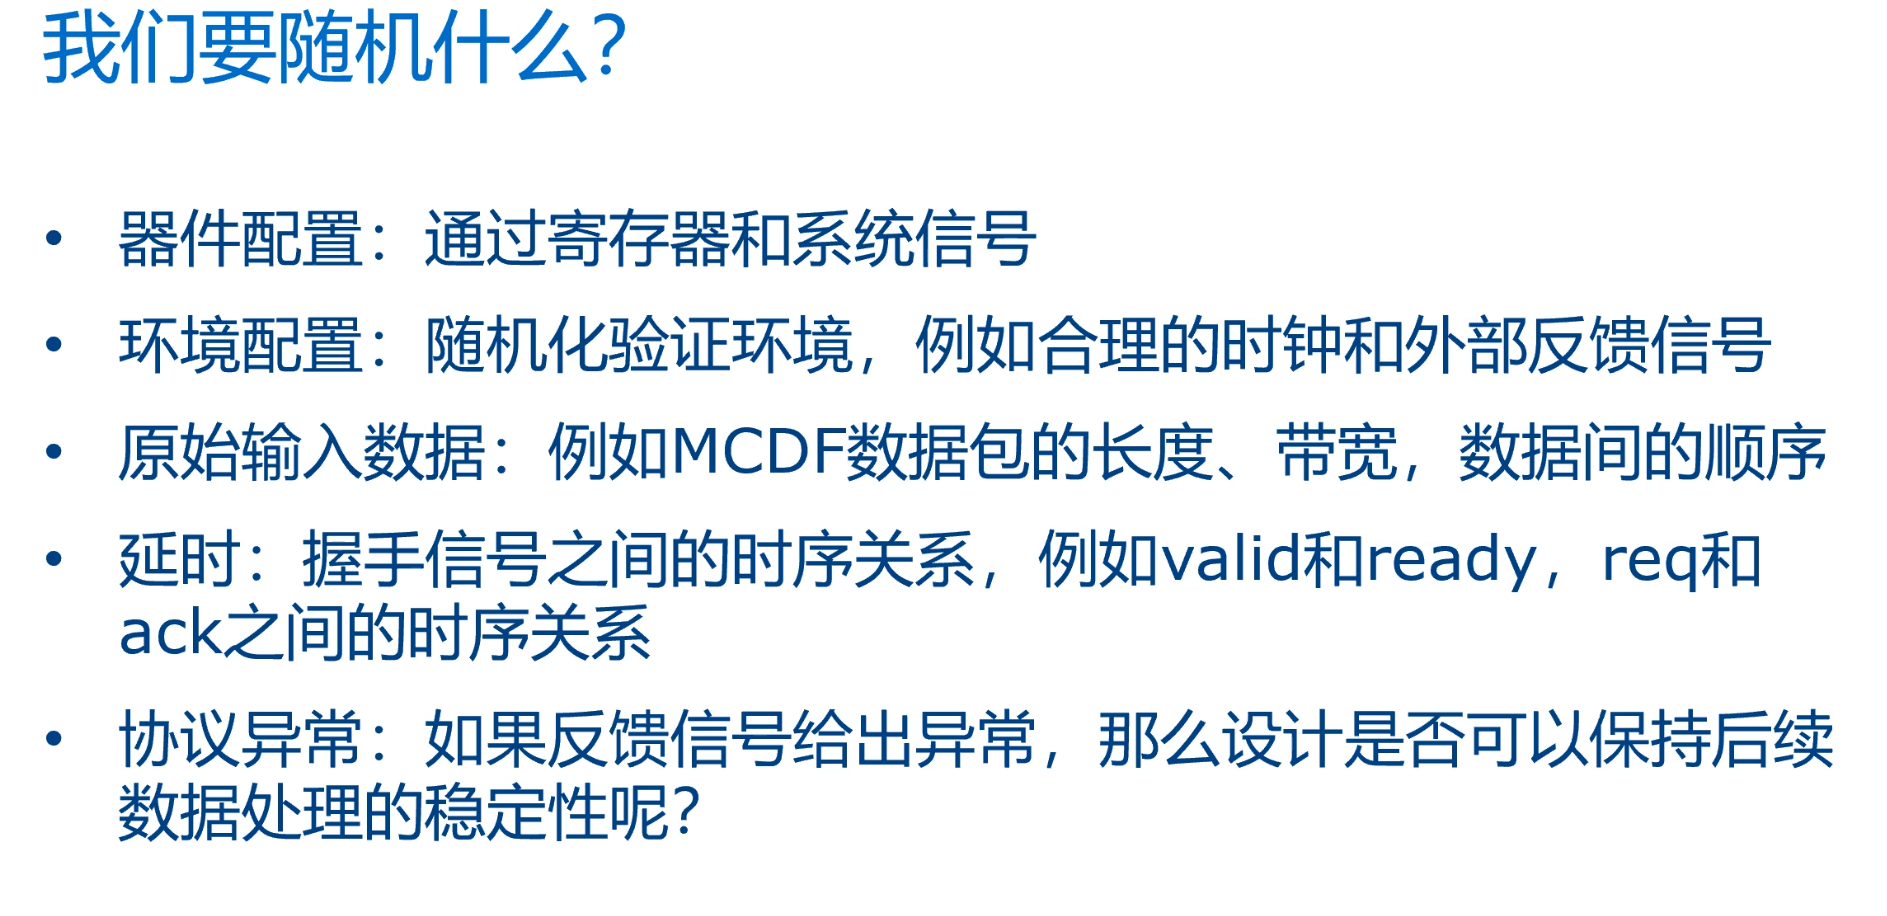 我们要随机什么？
• 器件配置：通过寄存器和系统信号
• 环境配置：随机化验证环境，例如合理的时钟和外部反馈信号
• 原始输入数据：例如MCDF数据包的长度、带宽，数据间的顺序
• 延时：握手信号之间的时序关系，例如valid和ready，req和
ack之间的时序关系
• 协议异常：如果反馈信号给出异常，那么设计是否可以保持后续
数据处理的稳定性呢？